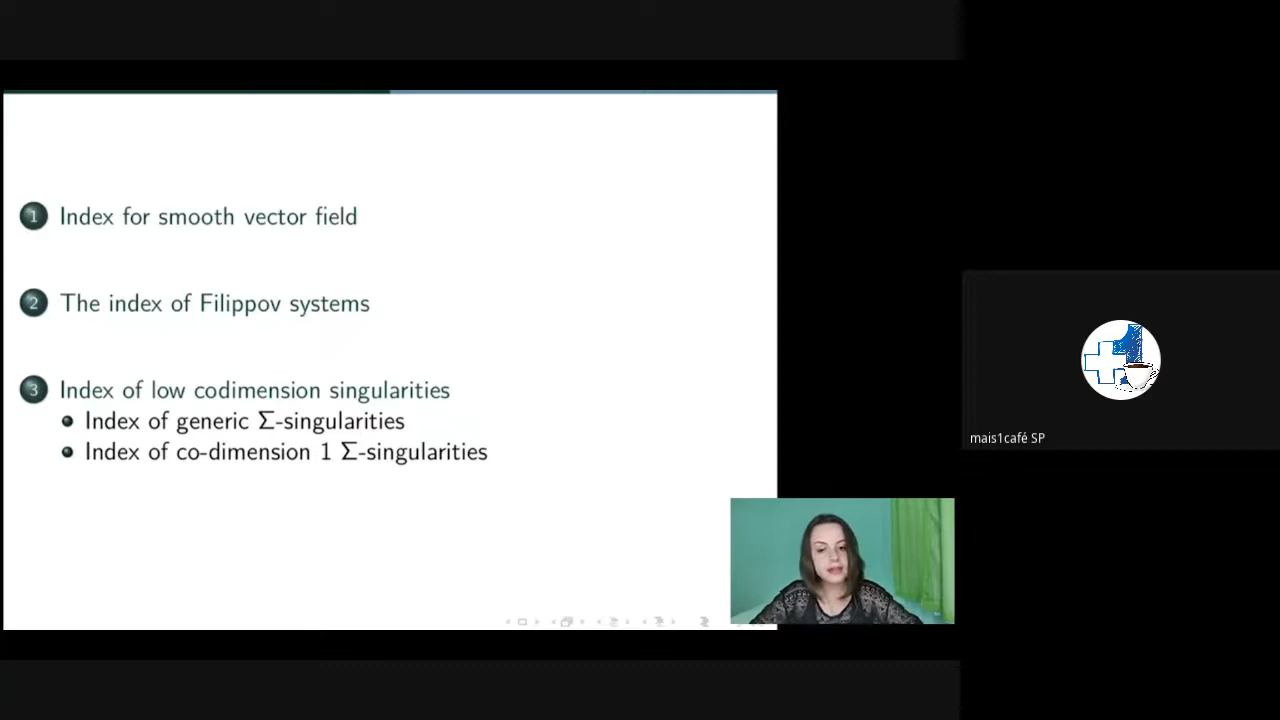 1 Index for smooth vector field
2 The index of Filippov systems
3 Index of low codimension singularities
Index of generic Σ-singularities
Index of co-dimension 1 Σ-singularities
mais1café SP